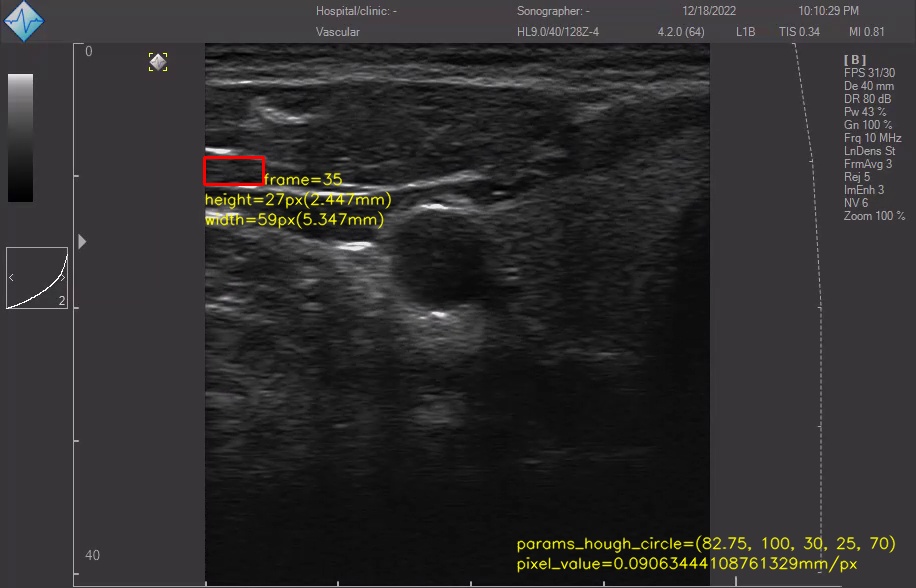 Hospital/clinic: - Sonographer: - 12/18/2022 10:10:29 PM
Vascular HL9.0/40/128Z-4 4.2.0 (64) L1B TIS 0.34 MI 0.81
0
[ B ]
FPS 31/30
De 40 mm
DR 80 dB
Pw 43 %
Gn 100 %
Frq 10 MHz
LnDens St
FrmAvg 3
Rej 5
ImEnh 3
NV 6
Zoom 100 %
frame=35
height=27px(2.447mm)
width=59px(5.347mm)
2
40
params_hough_circle=(82.75, 100, 30, 25, 70)
pixel_value=0.09063444108761329mm/px